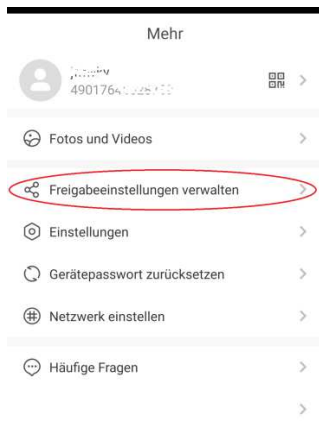 Mehr
Fotos und Videos
Freigabeeinstellungen verwalten
Einstellungen
Gerätepasswort zurücksetzen
Netzwerk einstellen
Häufige Fragen